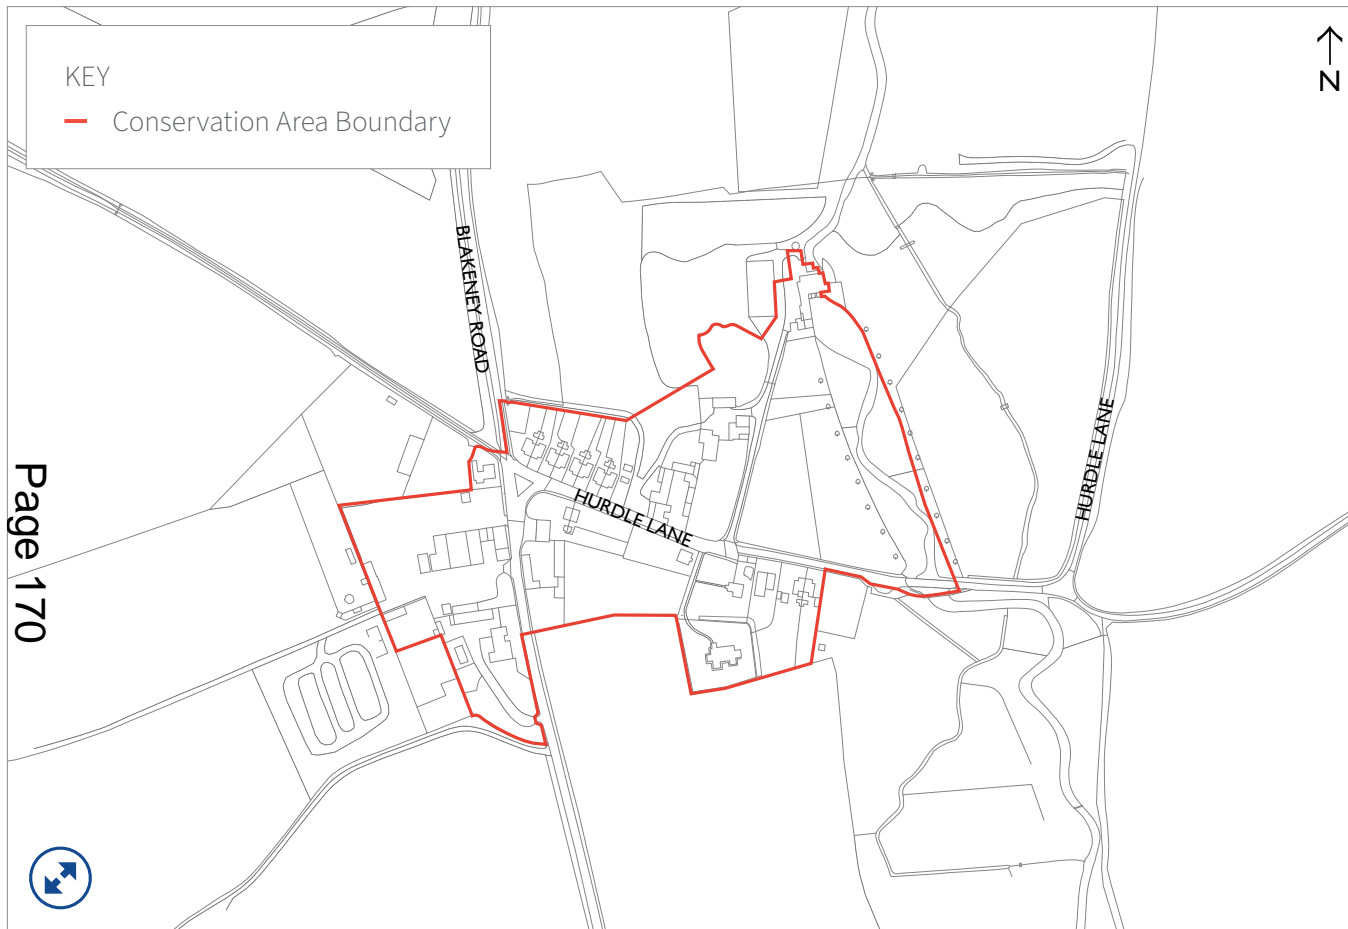 KEY
Conservation Area Boundary
N
BLAKENEY ROAD
HURDLE LANE
HURDLE LANE
Page 170